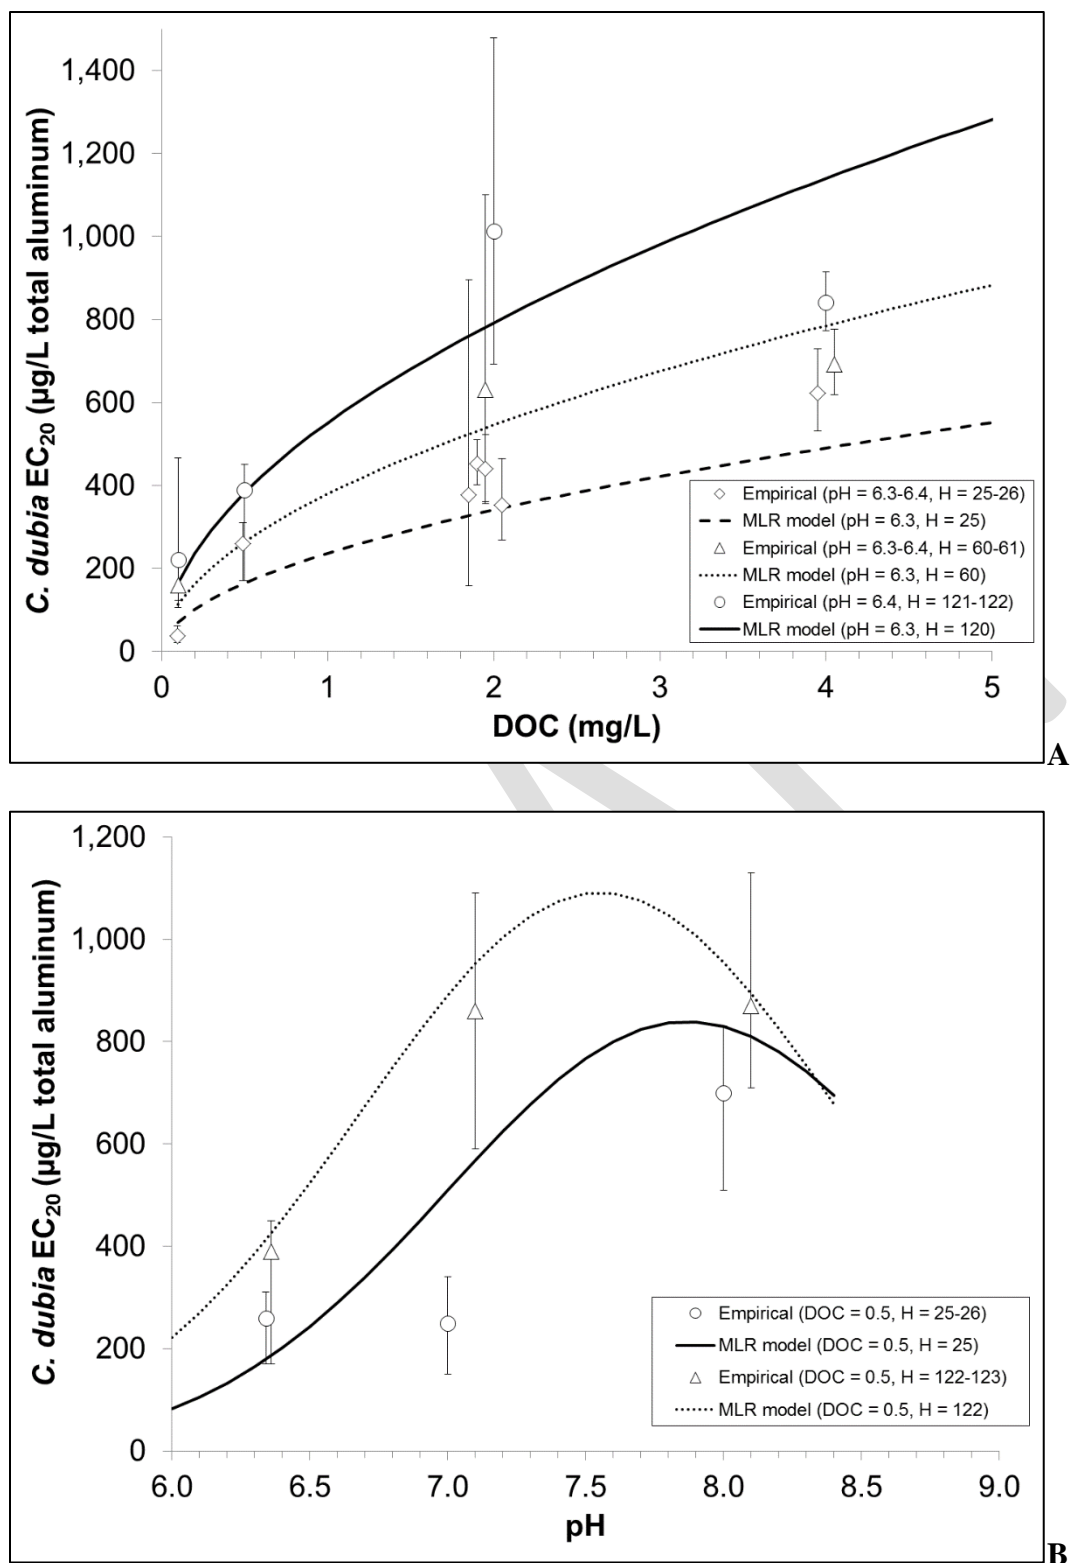 C. dubia EC20 (µg/L total aluminum)
1,400
1,200
1,000
800
600
400
200
0
0 1 2 3 4 5
DOC (mg/L)
Empirical (pH = 6.3-6.4, H = 25-26)
MLR model (pH = 6.3, H = 25)
Empirical (pH = 6.3-6.4, H = 60-61)
MLR model (pH = 6.3, H = 60)
Empirical (pH = 6.4, H = 121-122)
MLR model (pH = 6.3, H = 120)
A
C. dubia EC20 (µg/L total aluminum)
1,200
1,000
800
600
400
200
0
6.0 6.5 7.0 7.5 8.0 8.5 9.0
pH
Empirical (DOC = 0.5, H = 25-26)
MLR model (DOC = 0.5, H = 25)
Empirical (DOC = 0.5, H = 122-123)
MLR model (DOC = 0.5, H = 122)
B